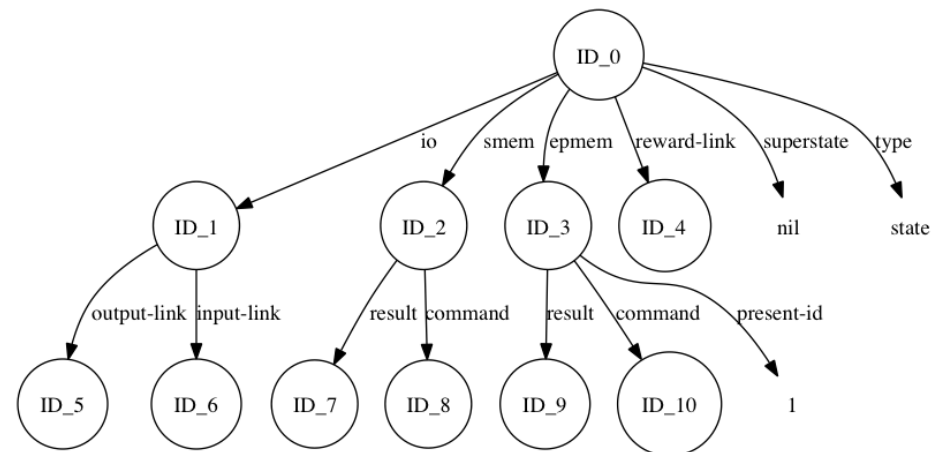 ID_0
io smem epmem reward-link superstate type
ID_1 ID_2 ID_3 ID_4 nil state
output-link input-link result command result command present-id
ID_5 ID_6 ID_7 ID_8 ID_9 ID_10 1